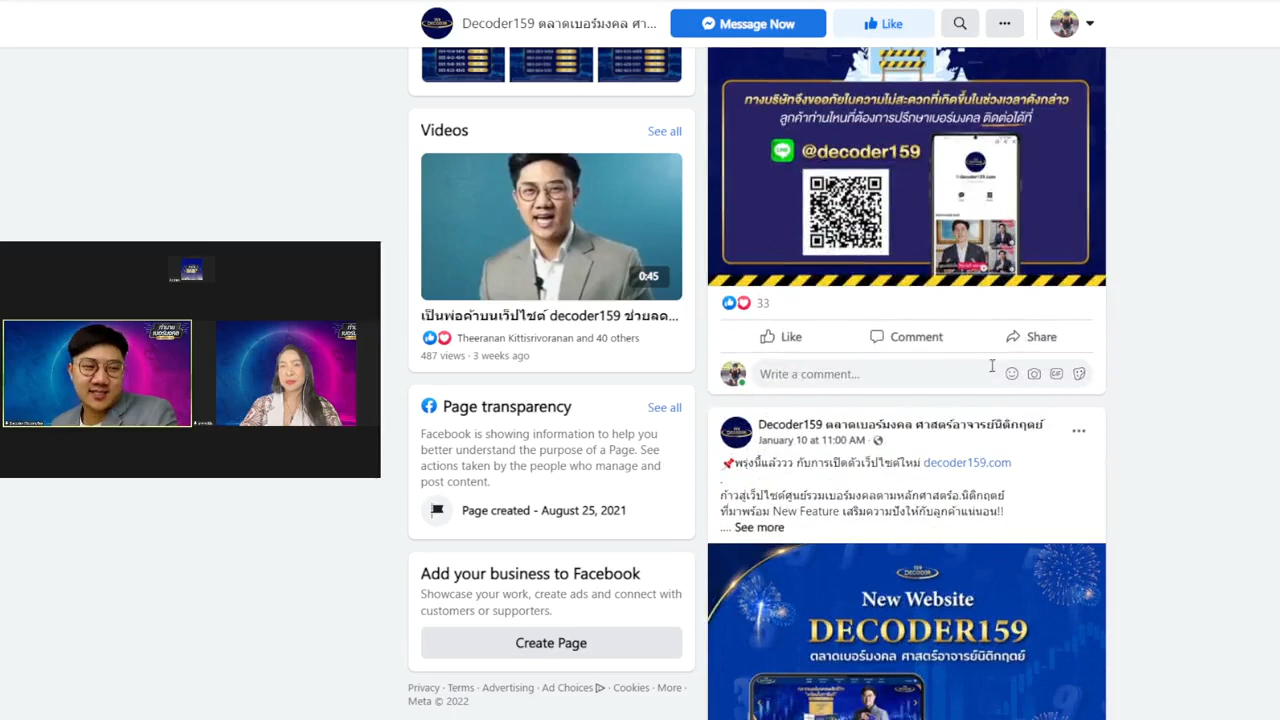 Decoder159 ตลาดเบอร์มงคล ศา...
Message Now
Like
Videos
See all
0:45
เป็นพ่อค้าบนเว็ปไซต์ decoder159 ช่วยลด...
Theeranan Kittisrivoranan and 40 others
487 views · 3 weeks ago
Page transparency
See all
Facebook is showing information to help you
better understand the purpose of a Page. See
actions taken by the people who manage and
post content.
Page created - August 25, 2021
Add your business to Facebook
Showcase your work, create ads and connect with
customers or supporters.
Create Page
Privacy · Terms · Advertising · Ad Choices · Cookies · More ·
Meta © 2022
ทางบริษัทจึงขออภัยในความไม่สะดวกที่เกิดขึ้นในช่วงเวลาดังกล่าว
ลูกค้าท่านไหนที่ต้องการปรึกษาเบอร์มงคล ติดต่อได้ที่
LINE
@decoder159
33
Like
Comment
Share
Write a comment...
Decoder159 ตลาดเบอร์มงคล ศาสตร์อาจารย์นิติกฤตย์
January 10 at 11:00 AM ·
📌พรุ่งนี้แล้ววว กับการเปิดตัวเว็ปไซต์ใหม่ decoder159.com
.
ก้าวสู่เว็ปไซต์ศูนย์รวมเบอร์มงคลตามหลักศาสตร์อ.นิติกฤตย์
ที่มาพร้อม New Feature เสริมความปังให้กับลูกค้าแน่นอน!!
.... See more
159
DECODER
New Website
DECODER159
ตลาดเบอร์มงคล ศาสตร์อาจารย์นิติกฤตย์